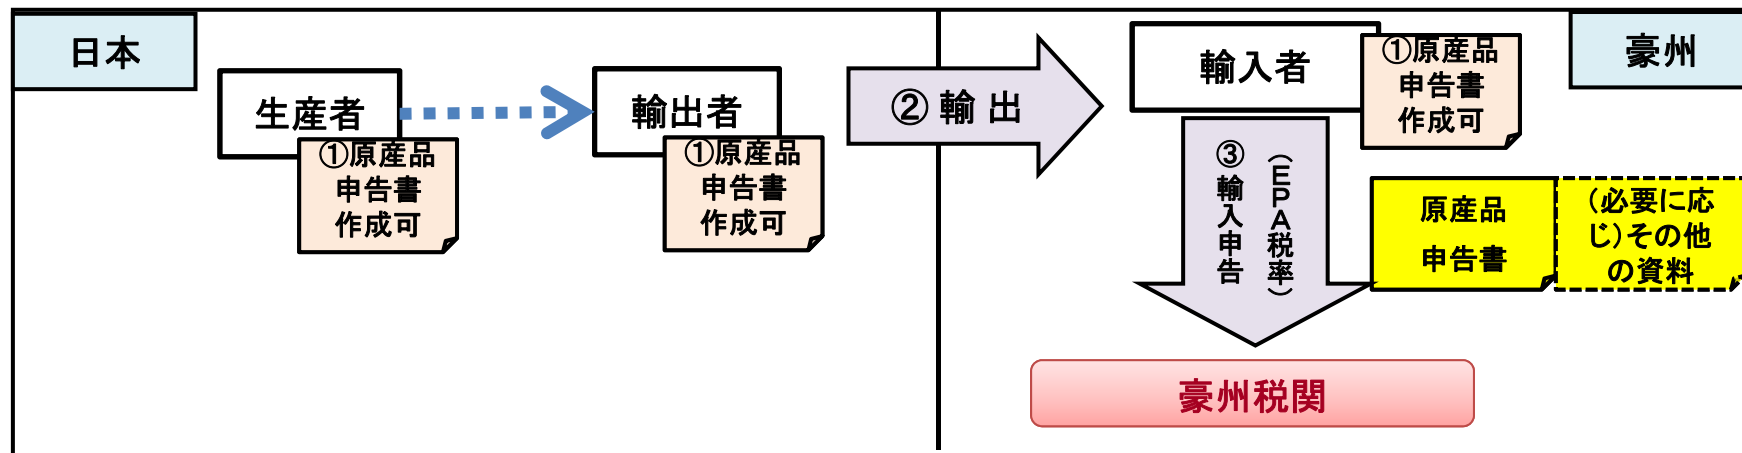 日本
生産者
①原産品
申告書
作成可
輸出者
①原産品
申告書
作成可
②輸出
輸入者
①原産品
申告書
作成可
豪州
③輸入申告
（ＥＰＡ税率）
原産品
申告書
（必要に応
じ）その他
の資料
豪州税関